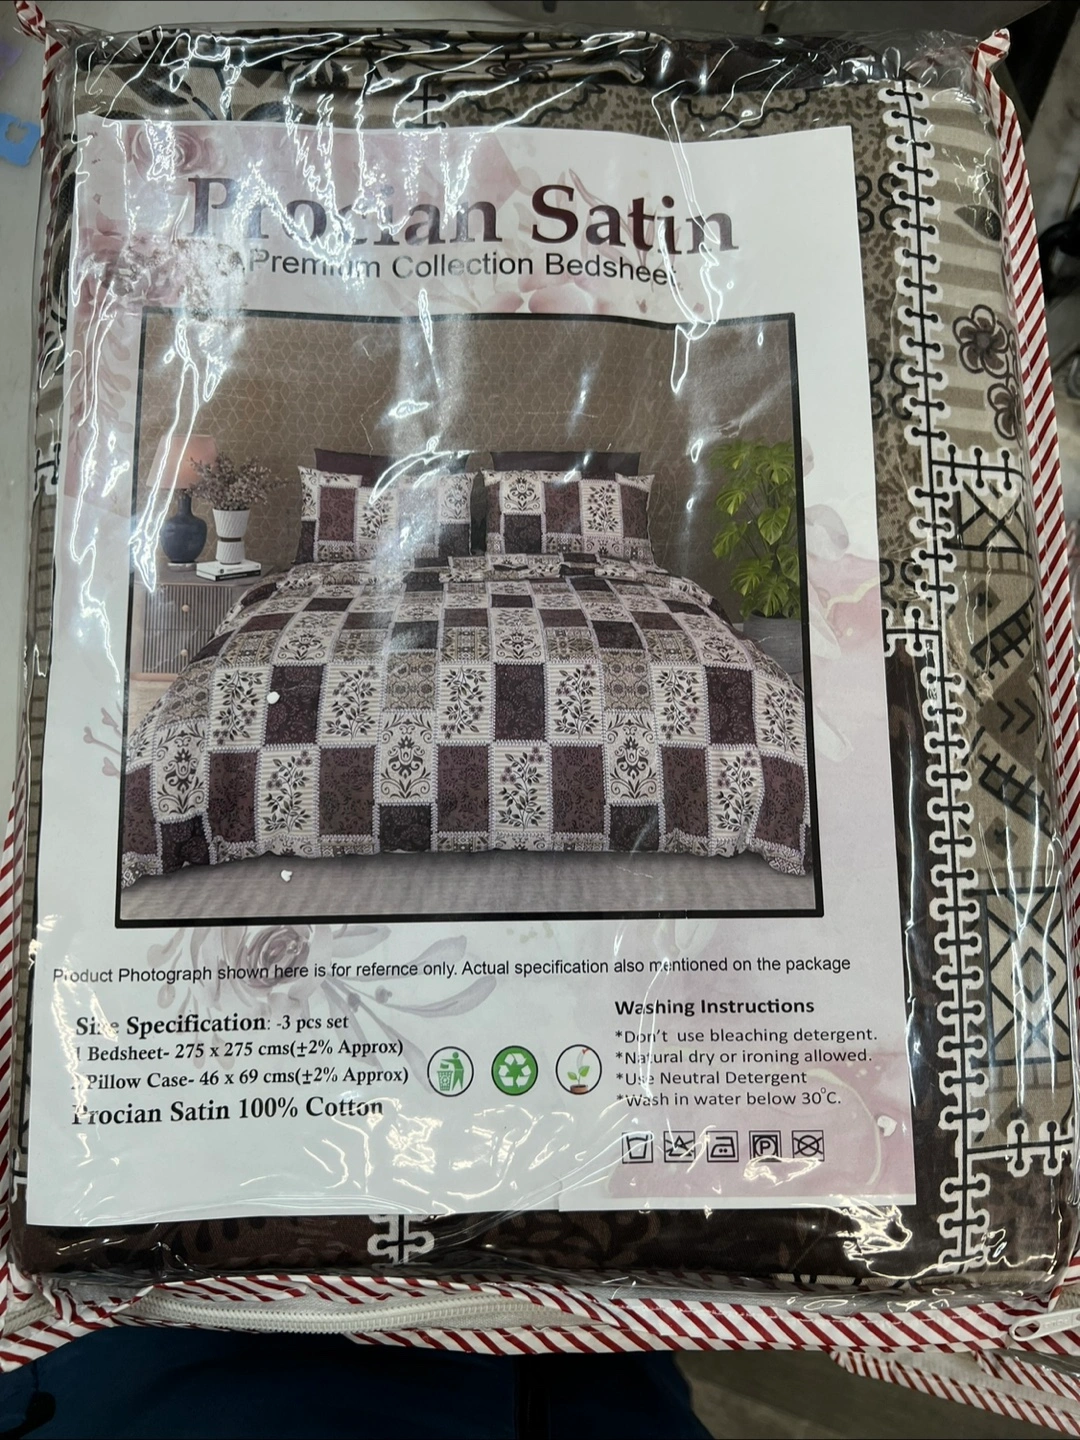 Procian Satin
Premium Collection Bedsheet
Product Photograph shown here is for refernce only. Actual specification also mentioned on the package
Size Specification: -3 pcs set
1 Bedsheet- 275 x 275 cms(±2% Approx)
Pillow Case- 46 x 69 cms(±2% Approx)
Procian Satin 100% Cotton
Washing Instructions
*Don't use bleaching detergent.
*Natural dry or ironing allowed.
*Use Neutral Detergent
*Wash in water below 30°C.
P